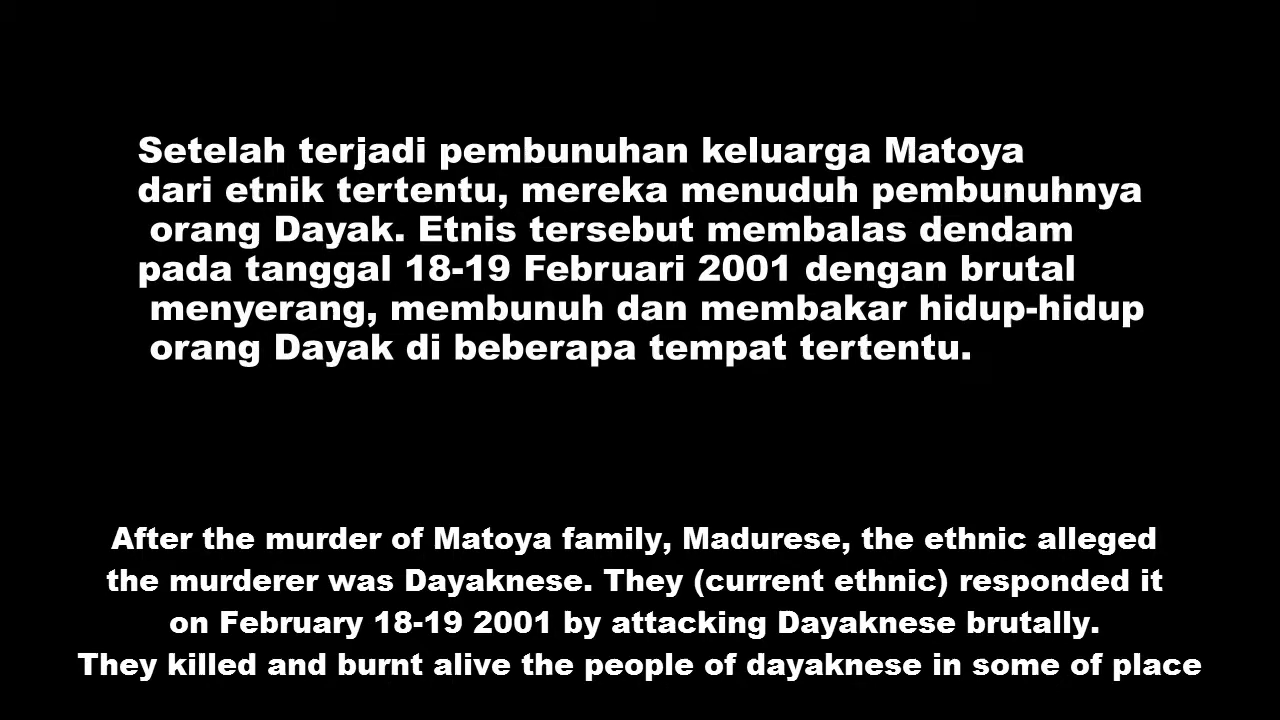 Setelah terjadi pembunuhan keluarga Matoya
dari etnik tertentu, mereka menuduh pembunuhnya
orang Dayak. Etnis tersebut membalas dendam
pada tanggal 18-19 Februari 2001 dengan brutal
menyerang, membunuh dan membakar hidup-hidup
orang Dayak di beberapa tempat tertentu.
After the murder of Matoya family, Madurese, the ethnic alleged
the murderer was Dayaknese. They (current ethnic) responded it
on February 18-19 2001 by attacking Dayaknese brutally.
They killed and burnt alive the people of dayaknese in some of place